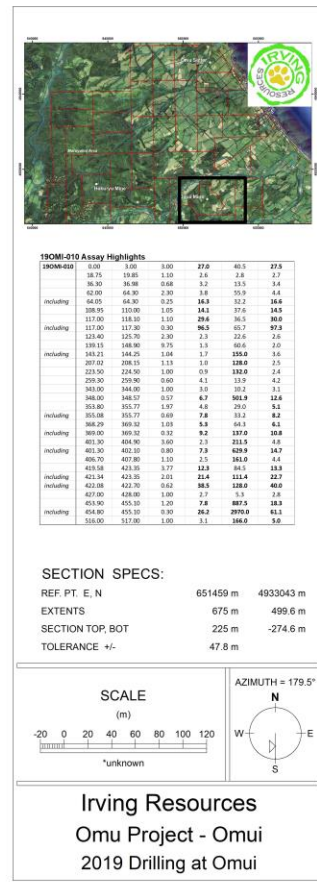 IRVING RESOURCES
Omui Mine
19OMI-010 Assay Highlights
19OMI-010 0.00 3.00 3.00 27.0 40.5 27.5
18.75 19.85 1.10 2.6 2.8 2.7
36.30 36.98 0.68 3.2 13.5 3.4
62.00 64.30 2.30 3.8 55.9 4.4
including 64.05 64.30 0.25 16.3 32.2 16.6
108.95 110.00 1.05 14.1 37.6 14.5
117.00 118.10 1.10 29.6 36.5 30.0
including 117.00 117.30 0.30 96.5 65.7 97.3
123.40 125.70 2.30 2.3 22.6 2.6
139.15 148.90 9.75 1.3 60.6 2.0
including 143.21 144.25 1.04 1.7 155.0 3.6
207.02 208.15 1.13 1.0 128.0 2.5
223.50 224.50 1.00 0.9 132.0 2.4
259.30 259.90 0.60 4.1 13.9 4.2
343.00 344.00 1.00 3.0 10.2 3.1
348.00 348.57 0.57 6.7 501.9 12.6
353.80 355.77 1.97 4.8 29.0 5.1
including 355.08 355.77 0.69 7.8 33.2 8.2
368.29 369.32 1.03 5.3 64.3 6.1
including 369.00 369.32 0.32 9.2 137.0 10.8
401.30 404.90 3.60 2.3 211.5 4.8
including 401.30 402.10 0.80 7.3 629.9 14.7
406.70 407.80 1.10 2.5 161.0 4.4
419.58 423.35 3.77 12.3 84.5 13.3
including 421.34 423.35 2.01 21.4 111.4 22.7
including 422.08 422.70 0.62 38.5 128.0 40.0
427.00 428.00 1.00 2.7 5.3 2.8
453.90 455.10 1.20 7.8 887.5 18.3
including 454.80 455.10 0.30 26.2 2970.0 61.1
516.00 517.00 1.00 3.1 166.0 5.0
SECTION SPECS:
REF. PT. E, N 651459 m 4933043 m
EXTENTS 675 m 499.6 m
SECTION TOP, BOT 225 m -274.6 m
TOLERANCE +/- 47.8 m
SCALE
(m)
-20 0 20 40 60 80 100 120
*unknown
AZIMUTH = 179.5°
N
W E
S
Irving Resources
Omu Project - Omui
2019 Drilling at Omui